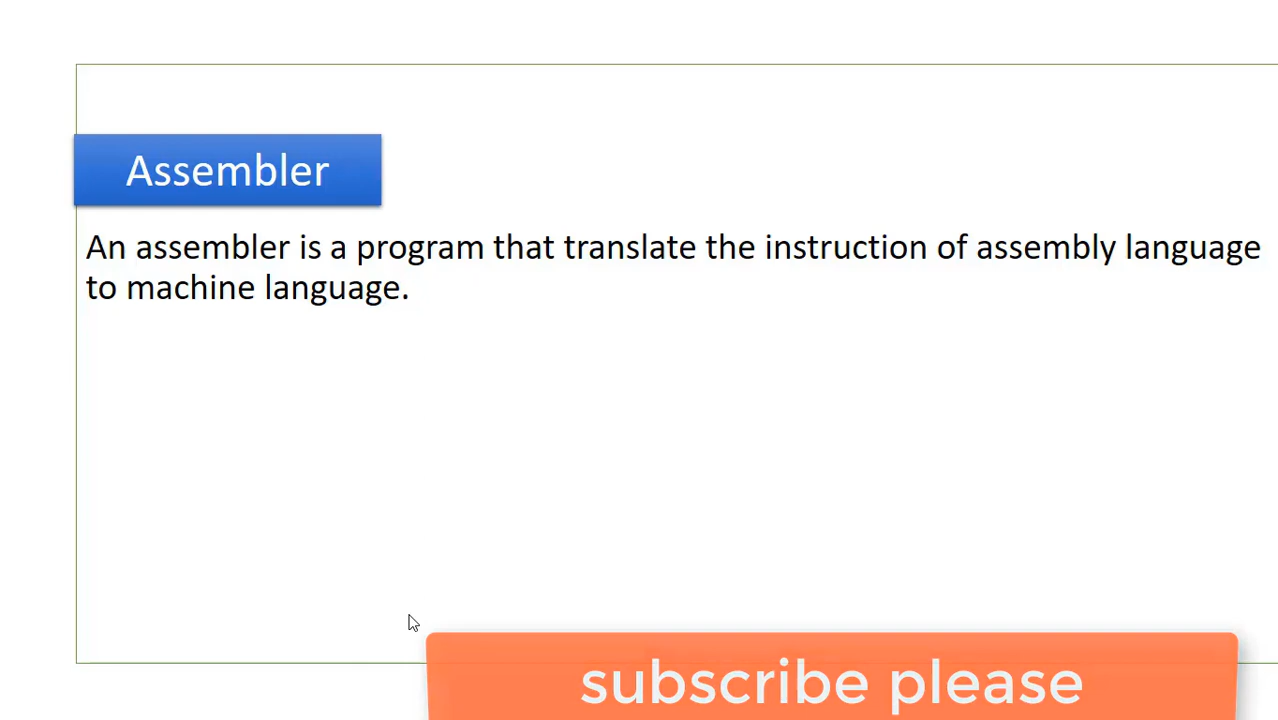 Assembler
An assembler is a program that translate the instruction of assembly language
to machine language.
subscribe please